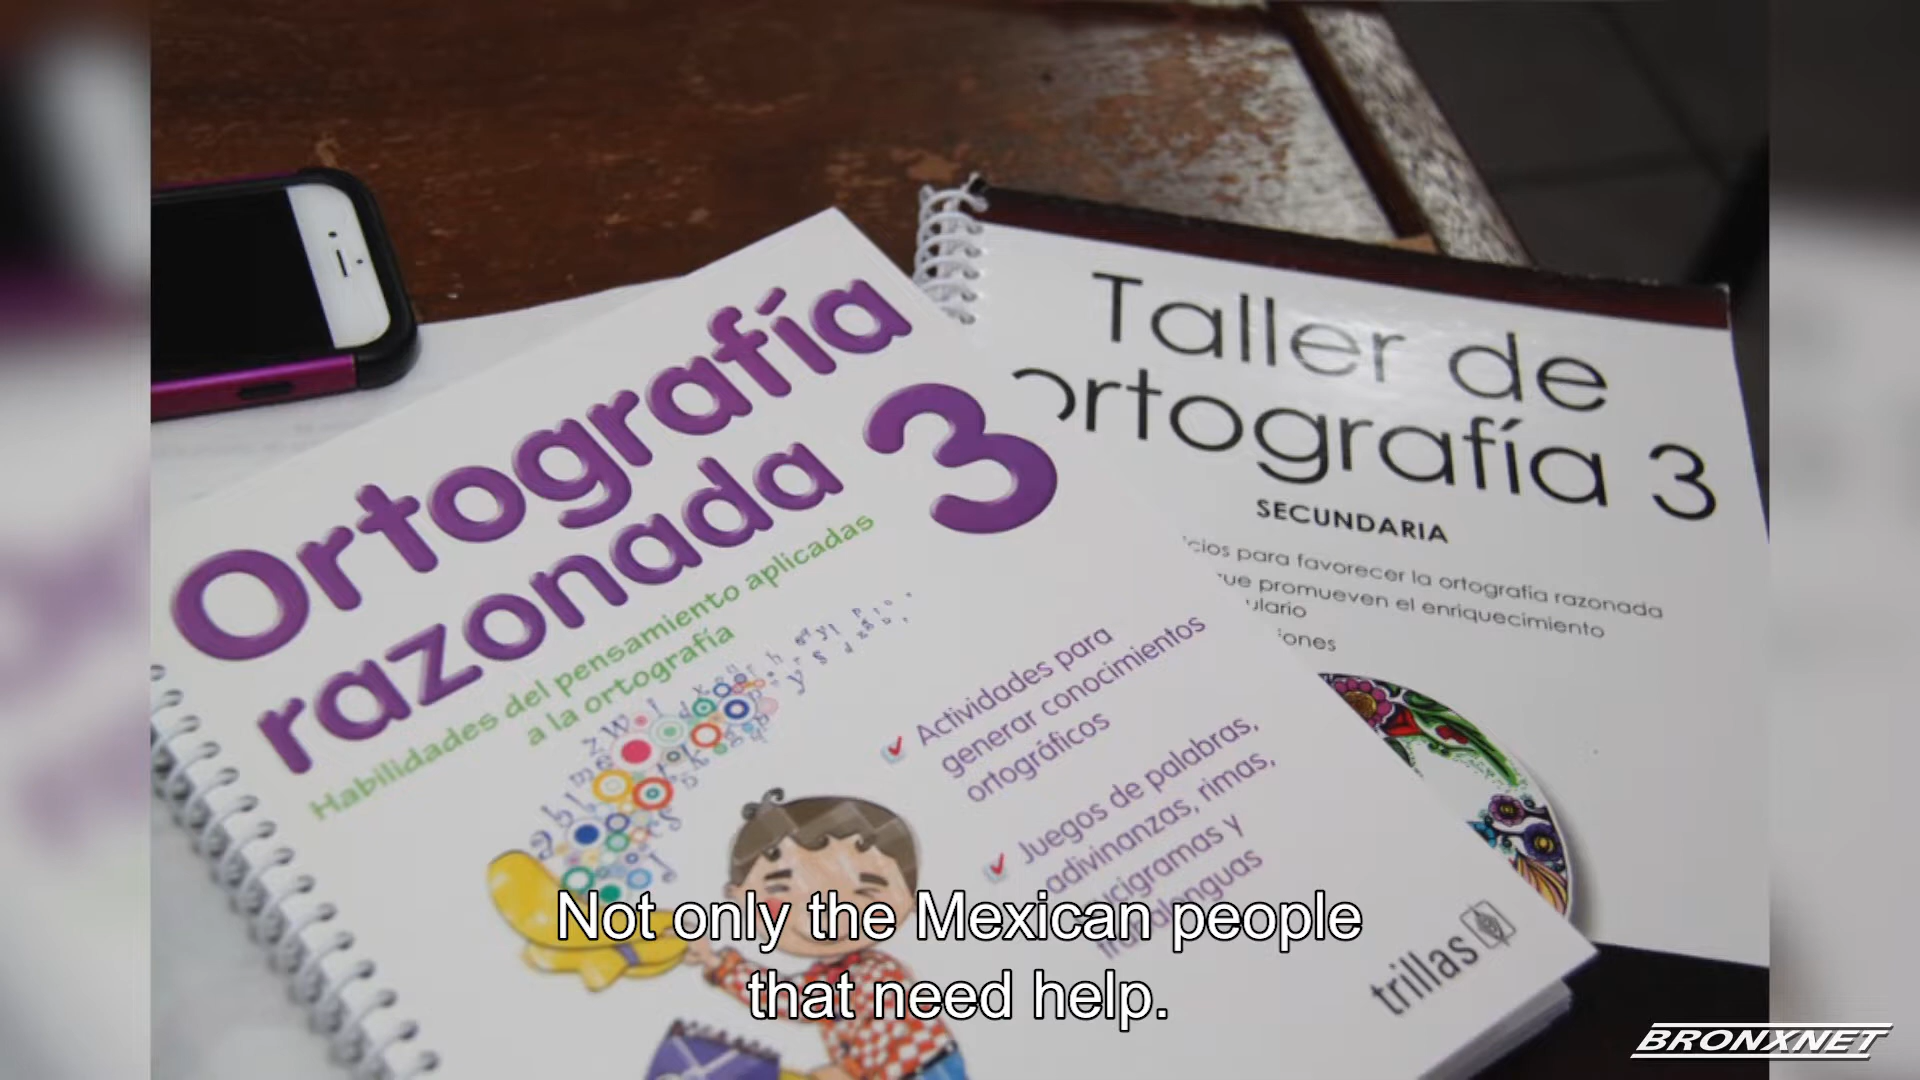 Ortografía
razonada 3
Habilidades del pensamiento aplicadas
a la ortografía
Actividades para
generar conocimientos
ortográficos
Juegos de palabras,
adivinanzas, rimas,
trillas
Taller de
ortografía 3
SECUNDARIA
para favorecer la ortografía razonada
promueven el enriquecimiento
Not only the Mexican people
that need help.
BRONXNET